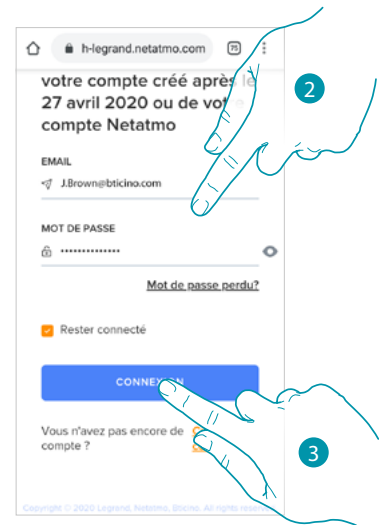 h-legrand.netatmo.com 75
votre compte créé après le
27 avril 2020 ou de
compte Netatmo
2
EMAIL
J.Brown@bticino.com
MOT DE PASSE
••••••••••••••
Mot de passe perdu?
Rester connecté
CONNEXION
Vous n'avez pas encore de
compte ?
3
Copyright © 2020 Legrand, Netatmo, Bticino. All rights